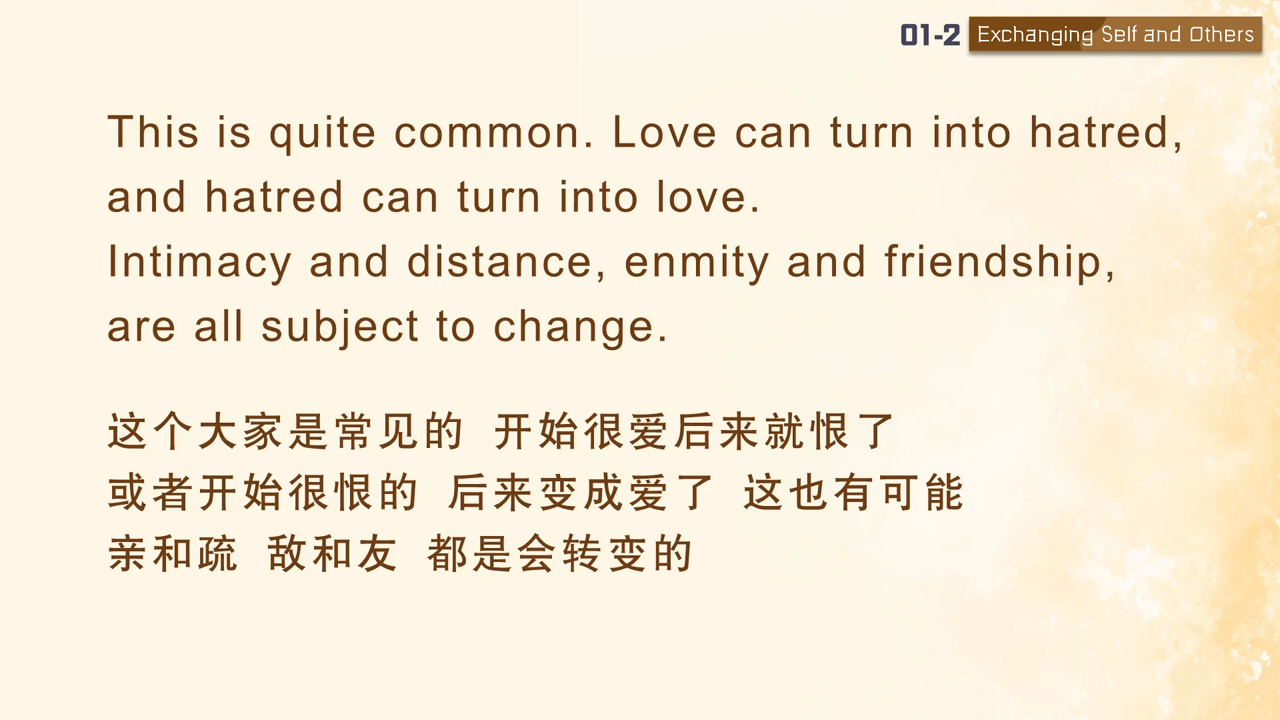 01-2 Exchanging Self and Others
This is quite common. Love can turn into hatred,
and hatred can turn into love.
Intimacy and distance, enmity and friendship,
are all subject to change.
这个大家是常见的 开始很爱后来就恨了
或者开始很恨的 后来变成爱了 这也有可能
亲和疏 敌和友 都是会转变的